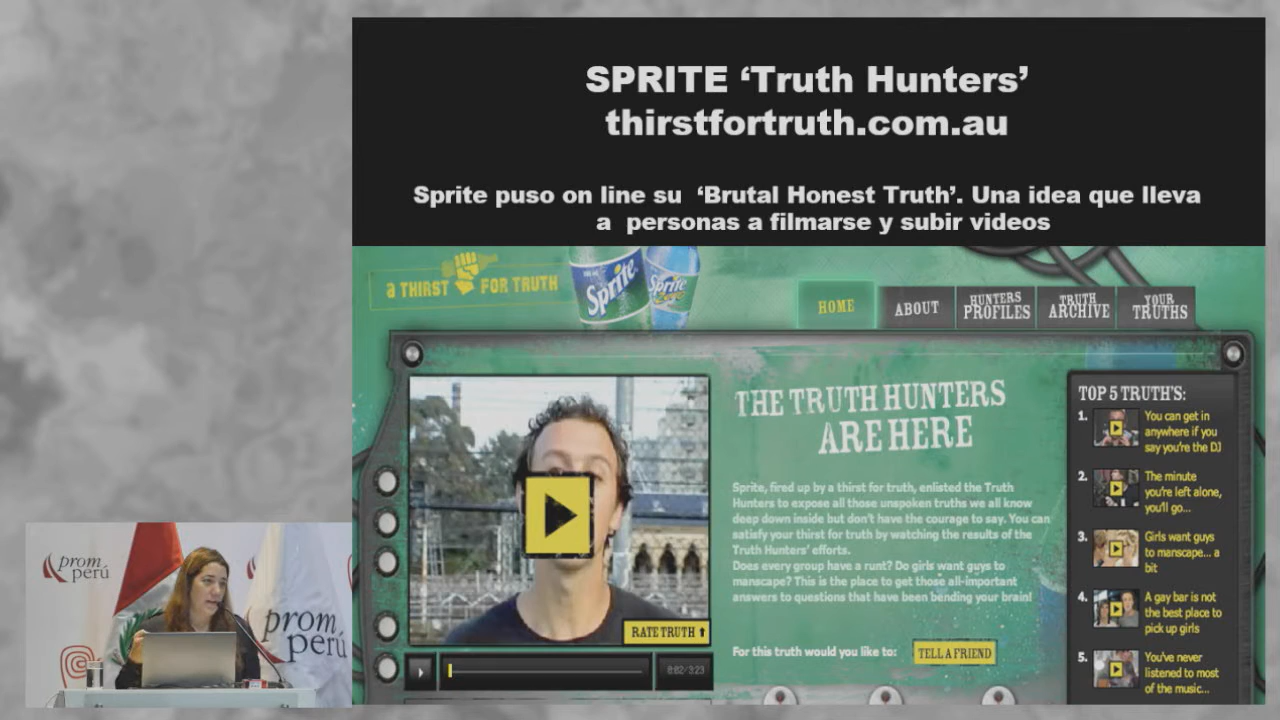 SPRITE ‘Truth Hunters’
thirstfortruth.com.au
Sprite puso on line su ‘Brutal Honest Truth’. Una idea que lleva
a personas a filmarse y subir videos
a THIRST FOR TRUTH
Sprite
Sprite
Zero
HOME
ABOUT
HUNTERS
PROFILES
TRUTH
ARCHIVE
YOUR
TRUTHS
THE TRUTH HUNTERS
ARE HERE
Sprite, fired up by a thirst for truth, enlisted the Truth
Hunters to expose all those unspoken truths we all know
deep down inside but don't have the courage to say. You can
satisfy your thirst for truth by watching the results of the
Truth Hunters' efforts.
Does every group have a runt? Do girls want guys to
manscape? This is the place to get those all-important
answers to questions that have been bending your brain!
For this truth would you like to:
TELL A FRIEND
RATE TRUTH
0:02/3:23
TOP 5 TRUTH'S:
1. You can get in
anywhere if you
say you're the DJ
2. The minute
you're left alone,
you'll go...
3. Girls want guys
to manscape... a
bit
4. A gay bar is not
the best place to
pick up girls
5. You've never
listened to most
of the music...
prom
perú
prom
perú